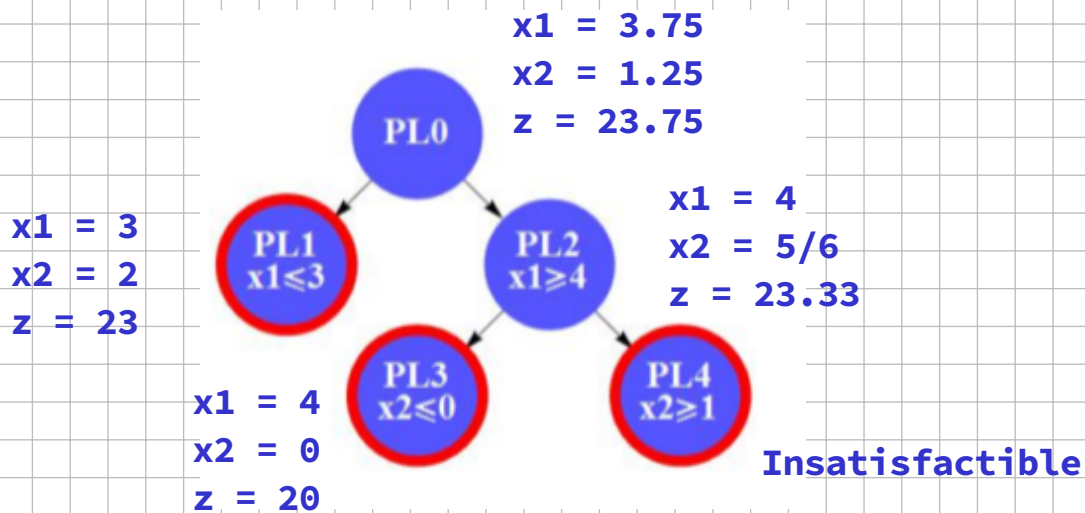 x1 = 3.75
x2 = 1.25
z = 23.75
PL0
x1 = 3
x2 = 2
z = 23
PL1
x1⩽3
PL2
x1⩾4
x1 = 4
x2 = 5/6
z = 23.33
x1 = 4
x2 = 0
z = 20
PL3
x2⩽0
PL4
x2⩾1
Insatisfactible